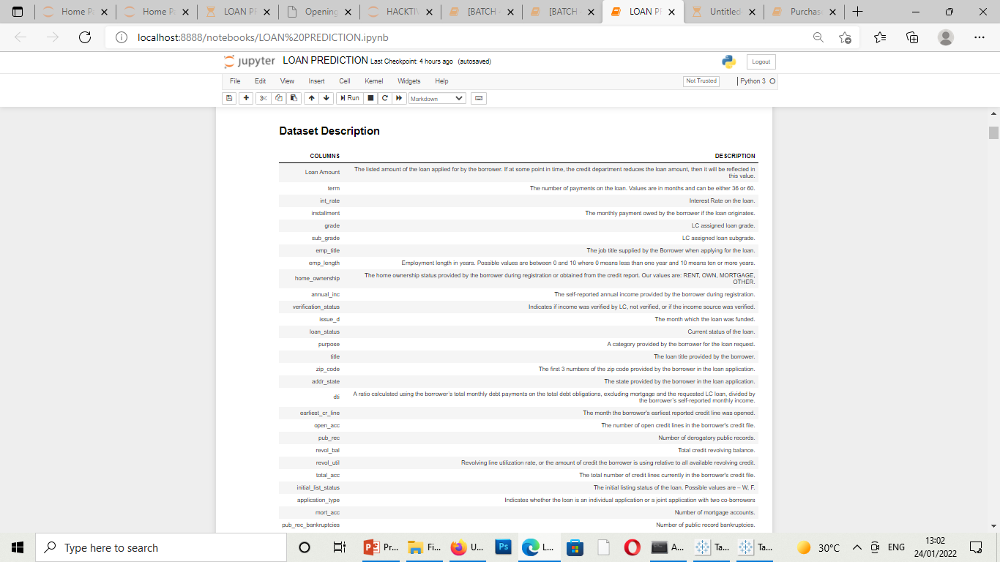 Home P
Home P
LOAN P
Opening
HACKTI
[BATCH
[BATCH
LOAN P
Untitled
Purchas
localhost:8888/notebooks/LOAN%20PREDICTION.ipynb
jupyter LOAN PREDICTION Last Checkpoint: 4 hours ago (autosaved)
Logout
File Edit View Insert Cell Kernel Widgets Help
Not Trusted
Python 3
Run
Markdown
Dataset Description
COLUMNS DESCRIPTION
Loan Amount The listed amount of the loan applied for by the borrower. If at some point in time, the credit department reduces the loan amount, then it will be reflected in
this value.
term The number of payments on the loan. Values are in months and can be either 36 or 60.
int_rate Interest Rate on the loan.
installment The monthly payment owed by the borrower if the loan originates.
grade LC assigned loan grade.
sub_grade LC assigned loan subgrade.
emp_title The job title supplied by the Borrower when applying for the loan.
emp_length Employment length in years. Possible values are between 0 and 10 where 0 means less than one year and 10 means ten or more years.
home_ownership The home ownership status provided by the borrower during registration or obtained from the credit report. Our values are: RENT, OWN, MORTGAGE,
OTHER.
annual_inc The self-reported annual income provided by the borrower during registration.
verification_status Indicates if income was verified by LC, not verified, or if the income source was verified.
issue_d The month which the loan was funded.
loan_status Current status of the loan.
purpose A category provided by the borrower for the loan request.
title The loan title provided by the borrower.
zip_code The first 3 numbers of the zip code provided by the borrower in the loan application.
addr_state The state provided by the borrower in the loan application.
dti A ratio calculated using the borrower's total monthly debt payments on the total debt obligations, excluding mortgage and the requested LC loan, divided by
the borrower's self-reported monthly income.
earliest_cr_line The month the borrower's earliest reported credit line was opened.
open_acc The number of open credit lines in the borrower's credit file.
pub_rec Number of derogatory public records.
revol_bal Total credit revolving balance.
revol_util Revolving line utilization rate, or the amount of credit the borrower is using relative to all available revolving credit.
total_acc The total number of credit lines currently in the borrower's credit file.
initial_list_status The initial listing status of the loan. Possible values are – W, F.
application_type Indicates whether the loan is an individual application or a joint application with two co-borrowers
mort_acc Number of mortgage accounts.
pub_rec_bankruptcies Number of public record bankruptcies.
Type here to search
Pr...
Fi...
U...
Ps
L...
A...
Ta...
Ta...
30°C
ENG
13:02
24/01/2022